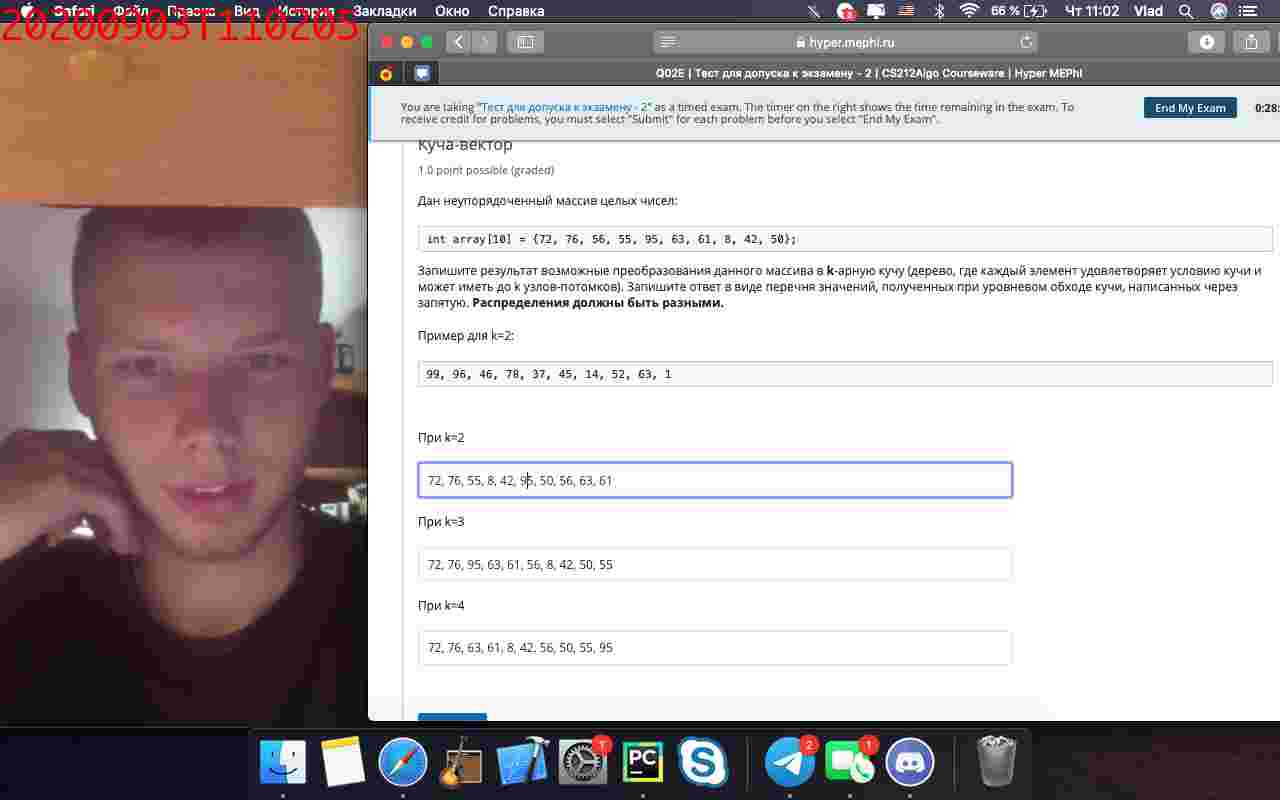 Safari Файл Правка Вид История Закладки Окно Справка 66 % Чт 11:02 Vlad
20200903T110205
hyper.mephi.ru
Q02E | Тест для допуска к экзамену - 2 | CS212Algo Courseware | Hyper MEPhI
You are taking "Тест для допуска к экзамену - 2" as a timed exam. The timer on the right shows the time remaining in the exam. To
receive credit for problems, you must select "Submit" for each problem before you select "End My Exam".
End My Exam
0:28:
Куча-вектор
1.0 point possible (graded)
Дан неупорядоченный массив целых чисел:
int array[10] = {72, 76, 56, 55, 95, 63, 61, 8, 42, 50};
Запишите результат возможные преобразования данного массива в k-арную кучу (дерево, где каждый элемент удовлетворяет условию кучи и
может иметь до k узлов-потомков). Запишите ответ в виде перечня значений, полученных при уровневом обходе кучи, написанных через
запятую. Распределения должны быть разными.
Пример для k=2:
99, 96, 46, 78, 37, 45, 14, 52, 63, 1
При k=2
72, 76, 55, 8, 42, 95, 50, 56, 63, 61
При k=3
72, 76, 95, 63, 61, 56, 8, 42, 50, 55
При k=4
72, 76, 63, 61, 8, 42, 56, 50, 55, 95
1
PC
2
1